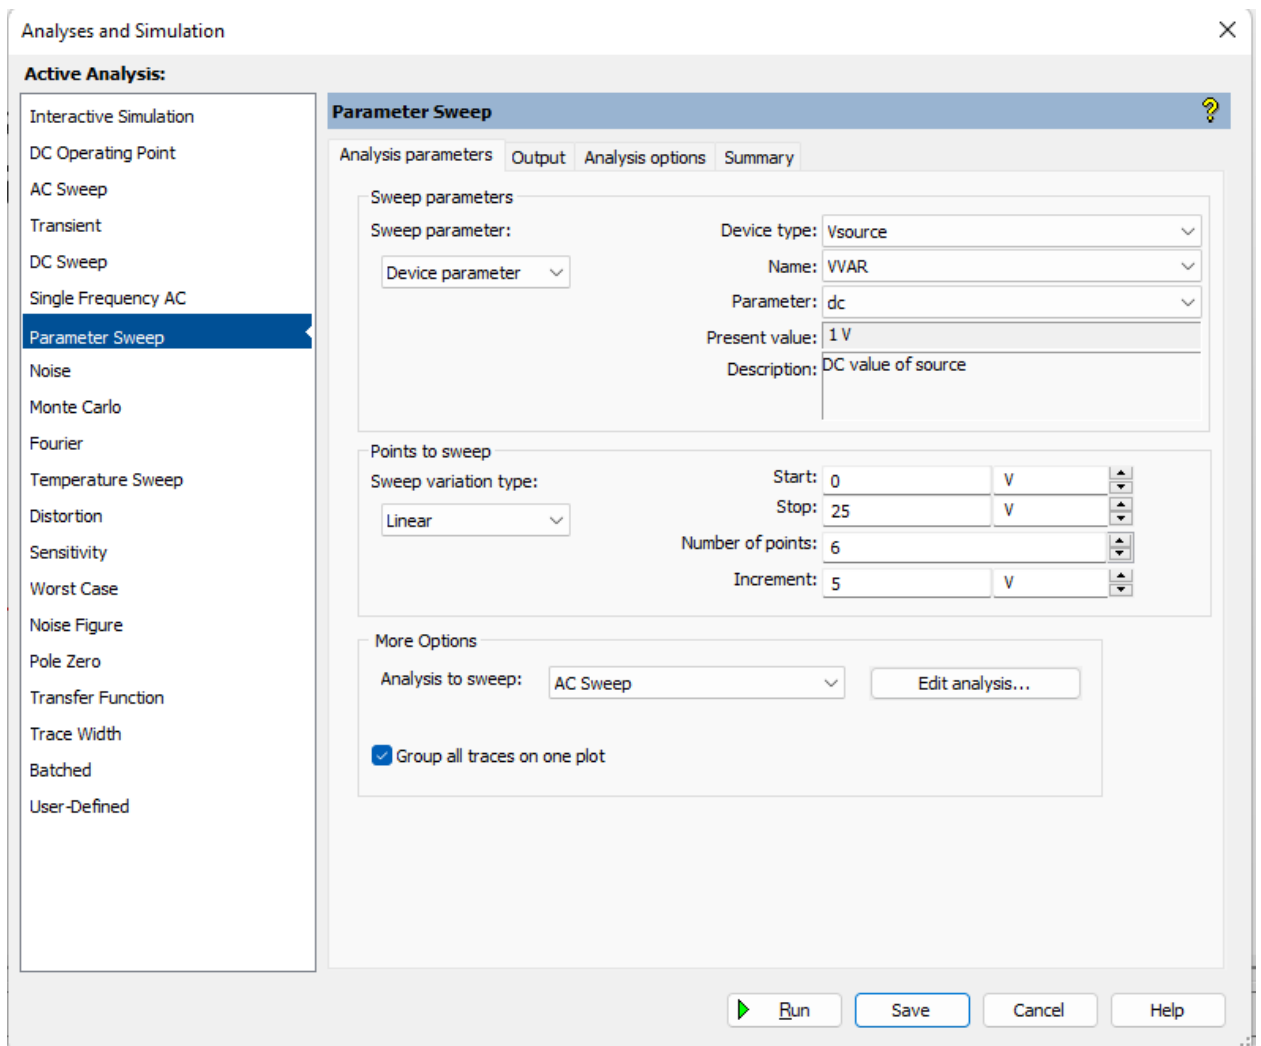 Analyses and Simulation
Active Analysis:
Interactive Simulation
DC Operating Point
AC Sweep
Transient
DC Sweep
Single Frequency AC
Parameter Sweep
Noise
Monte Carlo
Fourier
Temperature Sweep
Distortion
Sensitivity
Worst Case
Noise Figure
Pole Zero
Transfer Function
Trace Width
Batched
User-Defined
Parameter Sweep
Analysis parameters Output Analysis options Summary
Sweep parameters
Sweep parameter:
Device parameter
Device type: Vsource
Name: VVAR
Parameter: dc
Present value: 1 V
Description: DC value of source
Points to sweep
Sweep variation type:
Linear
Start: 0 V
Stop: 25 V
Number of points: 6
Increment: 5 V
More Options
Analysis to sweep: AC Sweep Edit analysis...
Group all traces on one plot
Run Save Cancel Help